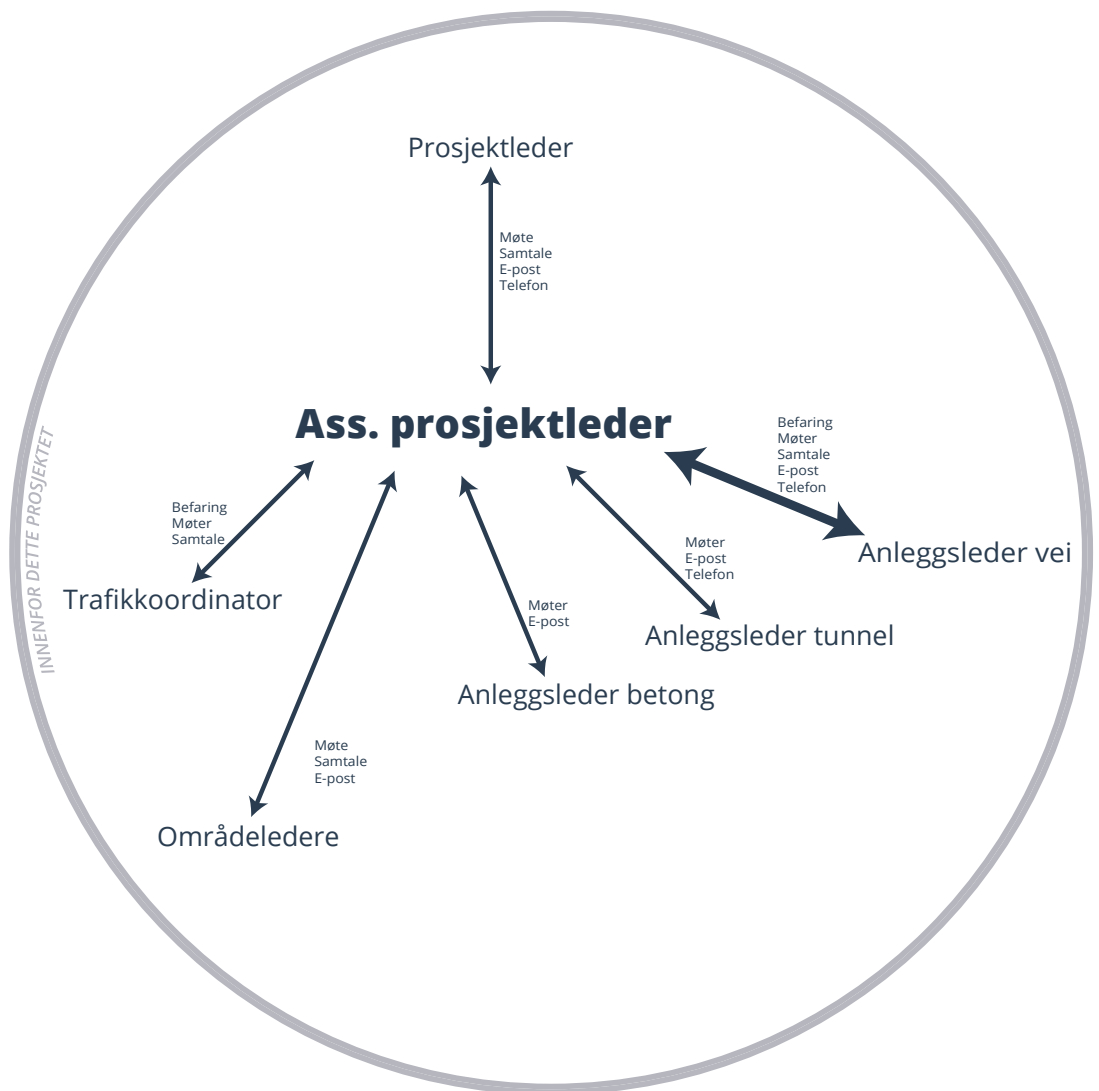 Prosjektleder
Møte
Samtale
E-post
Telefon
Ass. prosjektleder
Befaring
Møter
Samtale
E-post
Telefon
INNENFOR DETTE PROSJEKTET
Befaring
Møter
Samtale
Anleggsleder vei
Møter
E-post
Telefon
Trafikkoordinator
Møter
E-post
Anleggsleder tunnel
Anleggsleder betong
Møte
Samtale
E-post
Områdeledere